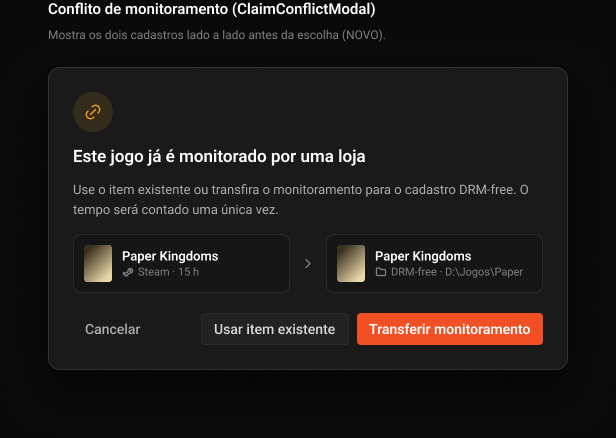 Conflito de monitoramento (ClaimConflictModal)
Mostra os dois cadastros lado a lado antes da escolha (NOVO).
Este jogo já é monitorado por uma loja
Use o item existente ou transfira o monitoramento para o cadastro DRM-free. O
tempo será contado uma única vez.
Paper Kingdoms
Steam · 15 h
Paper Kingdoms
DRM-free · D:\Jogos\Paper
Cancelar
Usar item existente
Transferir monitoramento